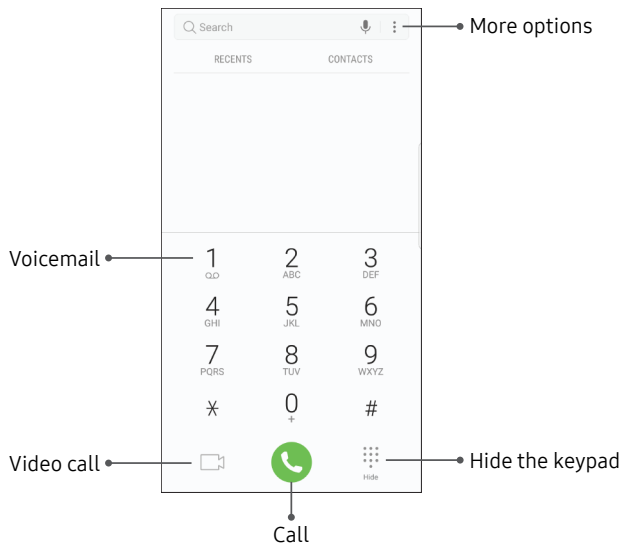 Search
More options
RECENTS CONTACTS
Voicemail
1 2 3
ABC DEF
4 5 6
GHI JKL MNO
7 8 9
PQRS TUV WXYZ
* 0 #
+
Video call
Hide the keypad
Hide
Call